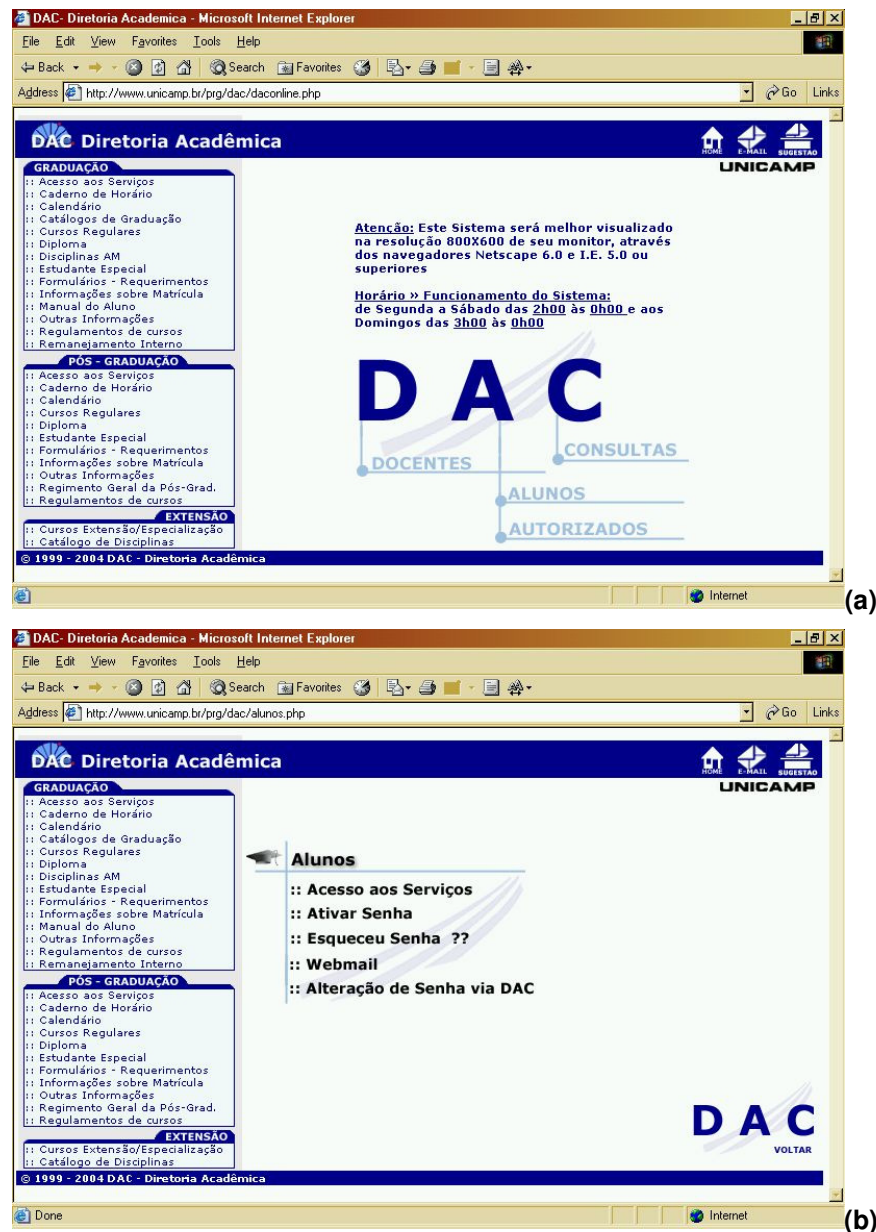 DAC- Diretoria Academica - Microsoft Internet Explorer
File Edit View Favorites Tools Help
Back Search Favorites
Address http://www.unicamp.br/prg/dac/daconline.php Go Links
DAC Diretoria Acadêmica
HOME E-MAIL SUGESTAO
UNICAMP
GRADUAÇÃO
:: Acesso aos Serviços
:: Caderno de Horário
:: Calendário
:: Catálogos de Graduação
:: Cursos Regulares
:: Diploma
:: Disciplinas AM
:: Estudante Especial
:: Formulários - Requerimentos
:: Informações sobre Matrícula
:: Manual do Aluno
:: Outras Informações
:: Regulamentos de cursos
:: Remanejamento Interno
PÓS - GRADUAÇÃO
:: Acesso aos Serviços
:: Caderno de Horário
:: Calendário
:: Cursos Regulares
:: Diploma
:: Estudante Especial
:: Formulários - Requerimentos
:: Informações sobre Matrícula
:: Outras Informações
:: Regimento Geral da Pós-Grad.
:: Regulamentos de cursos
EXTENSÃO
:: Cursos Extensão/Especialização
:: Catálogo de Disciplinas
Atenção: Este Sistema será melhor visualizado
na resolução 800X600 de seu monitor, através
dos navegadores Netscape 6.0 e I.E. 5.0 ou
superiores
Horário » Funcionamento do Sistema:
de Segunda a Sábado das 2h00 às 0h00 e aos
Domingos das 3h00 às 0h00
D A C
CONSULTAS
DOCENTES
ALUNOS
AUTORIZADOS
© 1999 - 2004 DAC - Diretoria Acadêmica
Internet
(a)
DAC- Diretoria Academica - Microsoft Internet Explorer
File Edit View Favorites Tools Help
Back Search Favorites
Address http://www.unicamp.br/prg/dac/alunos.php Go Links
DAC Diretoria Acadêmica
HOME E-MAIL SUGESTAO
UNICAMP
GRADUAÇÃO
:: Acesso aos Serviços
:: Caderno de Horário
:: Calendário
:: Catálogos de Graduação
:: Cursos Regulares
:: Diploma
:: Disciplinas AM
:: Estudante Especial
:: Formulários - Requerimentos
:: Informações sobre Matrícula
:: Manual do Aluno
:: Outras Informações
:: Regulamentos de cursos
:: Remanejamento Interno
PÓS - GRADUAÇÃO
:: Acesso aos Serviços
:: Caderno de Horário
:: Calendário
:: Cursos Regulares
:: Diploma
:: Estudante Especial
:: Formulários - Requerimentos
:: Informações sobre Matrícula
:: Outras Informações
:: Regimento Geral da Pós-Grad.
:: Regulamentos de cursos
EXTENSÃO
:: Cursos Extensão/Especialização
:: Catálogo de Disciplinas
Alunos
:: Acesso aos Serviços
:: Ativar Senha
:: Esqueceu Senha ??
:: Webmail
:: Alteração de Senha via DAC
D A C
VOLTAR
© 1999 - 2004 DAC - Diretoria Acadêmica
Done Internet
(b)